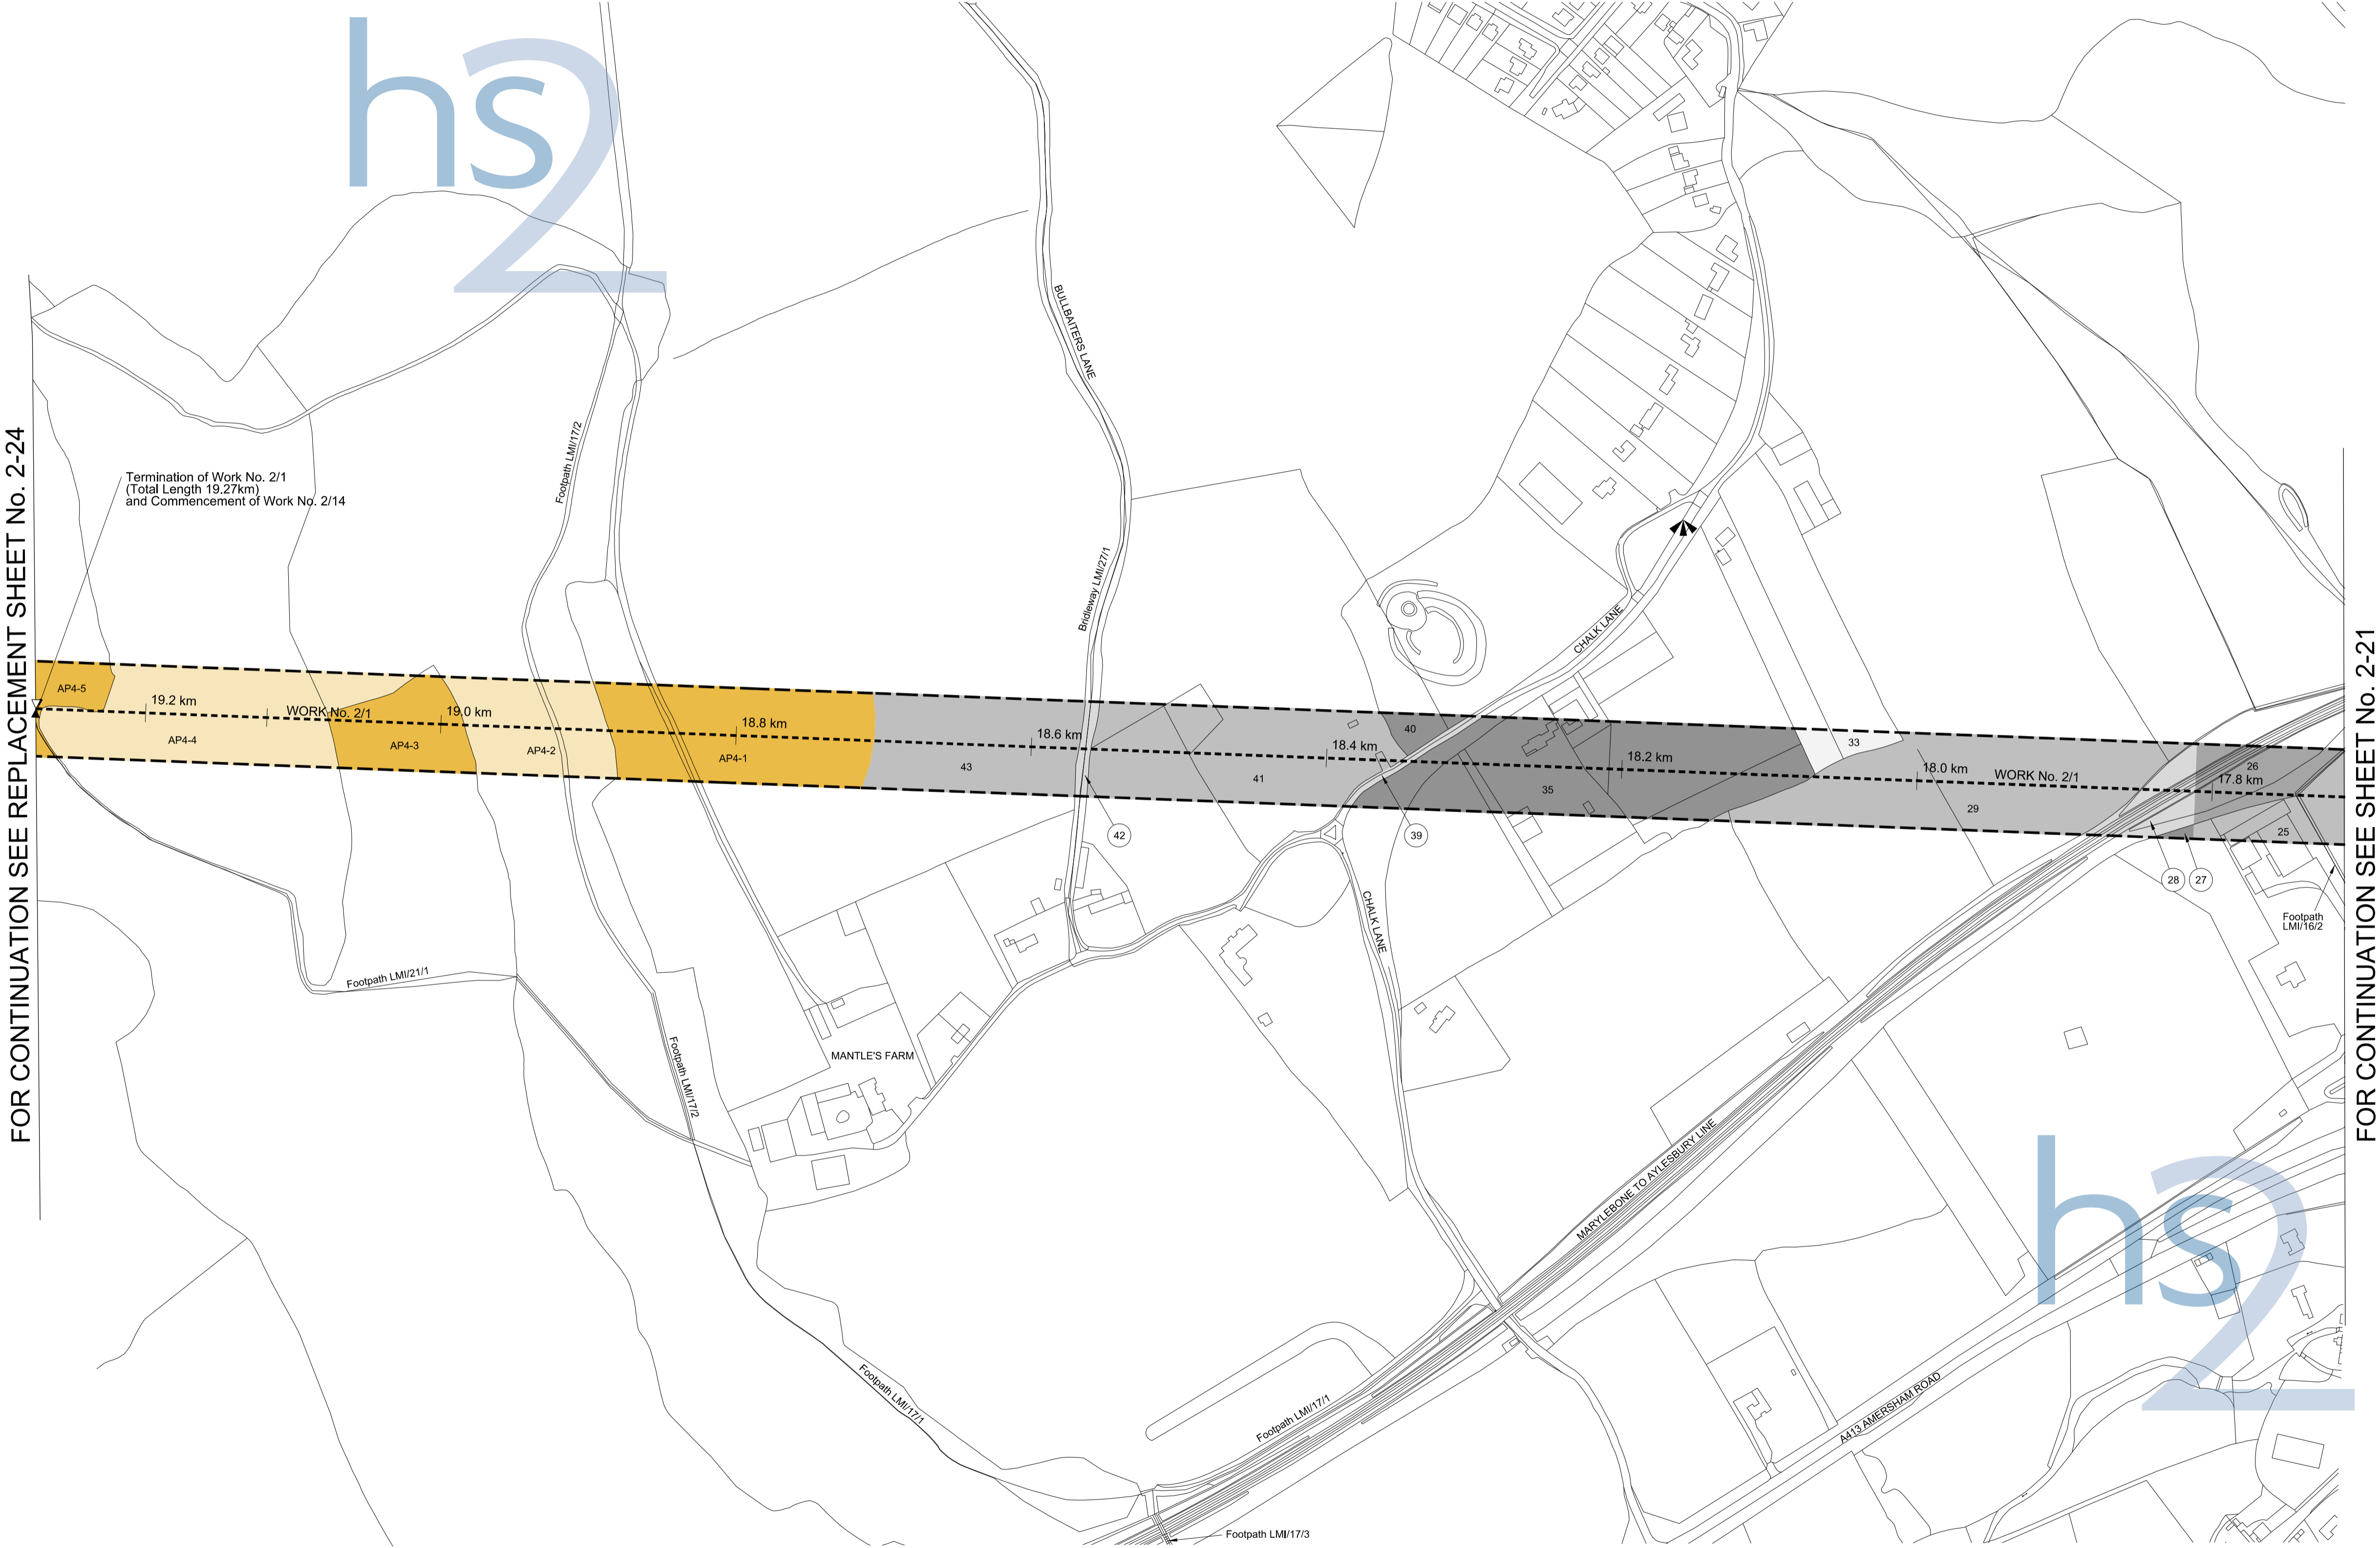 hs2
FOR CONTINUATION SEE REPLACEMENT SHEET No. 2-24
Termination of Work No. 2/1
(Total Length 19.27km)
and Commencement of Work No. 2/14
Footpath LMI/17/2
BULLBAITERS LANE
Bridleway LMI/27/1
CHALK LANE
AP4-5
19.2 km
WORK No. 2/1
AP4-4
19.0 km
AP4-3
AP4-2
18.8 km
AP4-1
18.6 km
43
42
41
18.4 km
40
39
35
18.2 km
33
18.0 km
WORK No. 2/1
29
26
17.8 km
25
28
27
Footpath
LMI/16/2
FOR CONTINUATION SEE SHEET No. 2-21
CHALK LANE
Footpath LMI/21/1
Footpath LMI/17/2
MANTLE'S FARM
MARYLEBONE TO AYLESBURY LINE
hs2
Footpath LMI/17/1
Footpath LMI/17/1
A413 AMERSHAM ROAD
Footpath LMI/17/3